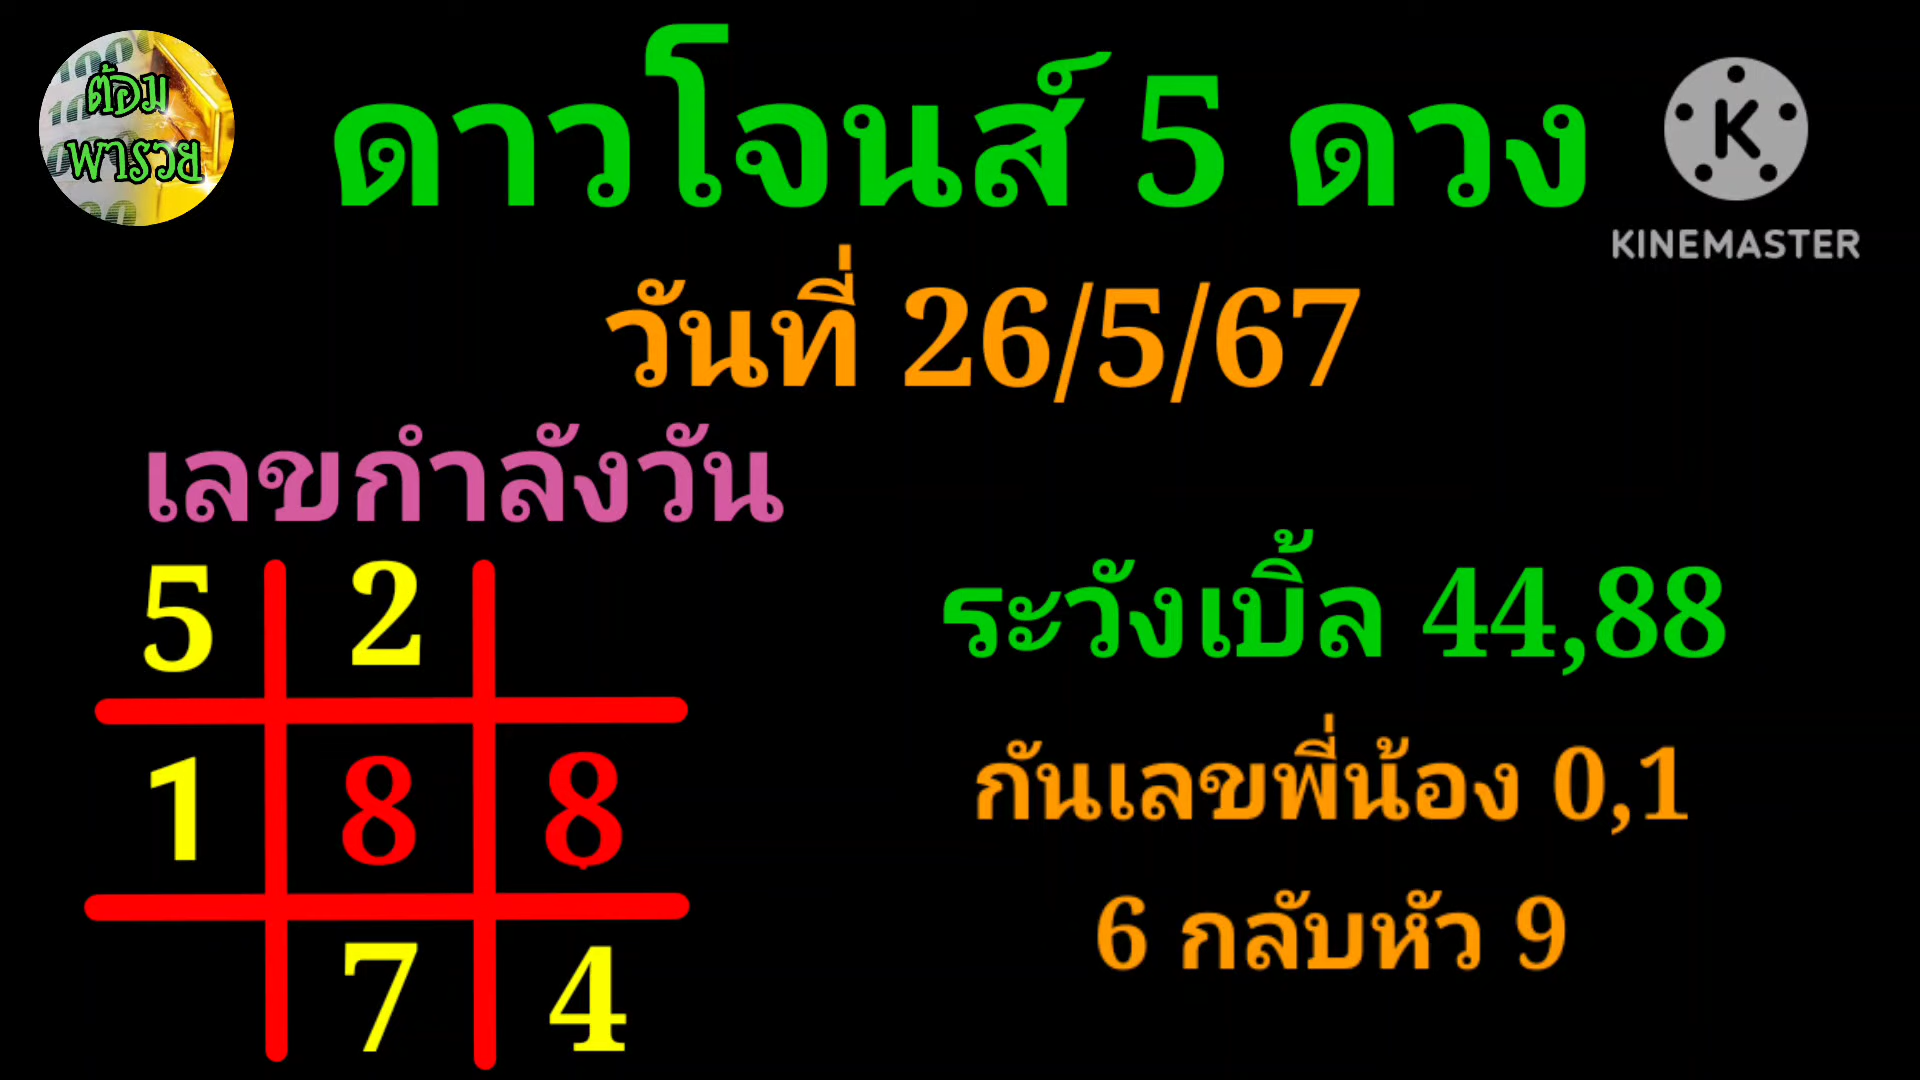 ต้อม
พารวย
ดาวโจนส์ 5 ดวง
K
KINEMASTER
วันที่ 26/5/67
เลขกำลังวัน
5 2
1 8 8
7 4
ระวังเบิ้ล 44,88
กันเลขพี่น้อง 0,1
6 กลับหัว 9